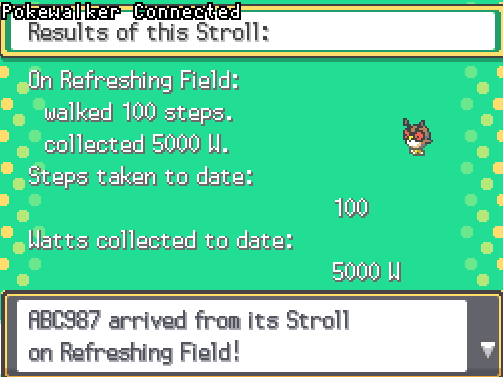 Pokewalker Connected
Results of this Stroll:
On Refreshing Field:
walked 100 steps.
collected 5000 W.
Steps taken to date:
100
Watts collected to date:
5000 W
ABC987 arrived from its Stroll
on Refreshing Field!